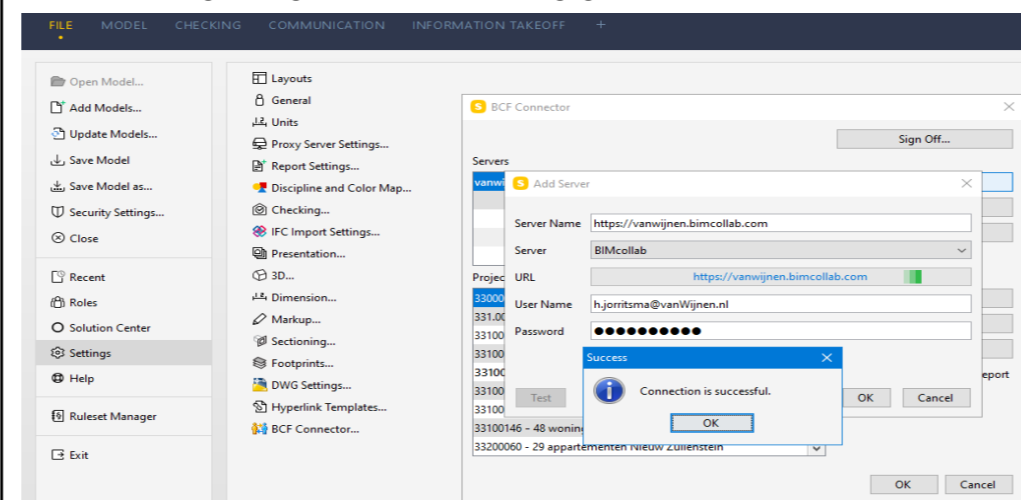 FILE MODEL CHECKING COMMUNICATION INFORMATION TAKEOFF +
Open Model...
Add Models...
Update Models...
Save Model
Save Model as...
Security Settings...
Close
Recent
Roles
Solution Center
Settings
Help
Ruleset Manager
Exit
Layouts
General
Units
Proxy Server Settings...
Report Settings...
Discipline and Color Map...
Checking...
IFC Import Settings...
Presentation...
3D...
Dimension...
Markup...
Sectioning...
Footprints...
DWG Settings...
Hyperlink Templates...
BCF Connector...
BCF Connector
Sign Off...
Servers
Add Server
Server Name https://vanwijnen.bimcollab.com
Server BIMcollab
URL https://vanwijnen.bimcollab.com
User Name h.jorritsma@vanWijnen.nl
Password ●●●●●●●●●●
Success
Connection is successful.
OK
Test OK Cancel
33100146 - 48
33200060 - 29 appartementen Nieuw Zuilenstein
OK Cancel